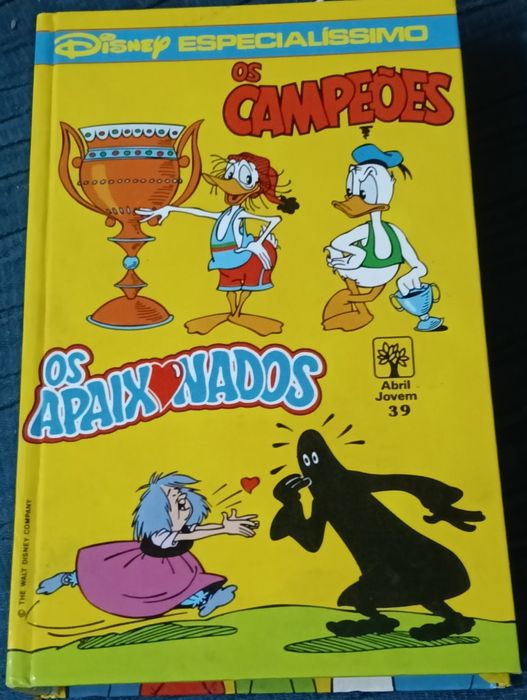 Disney ESPECIALÍSSIMO
OS
CAMPEÕES
OS
APAIXONADOS
Abril
Jovem
39
© THE WALT DISNEY COMPANY